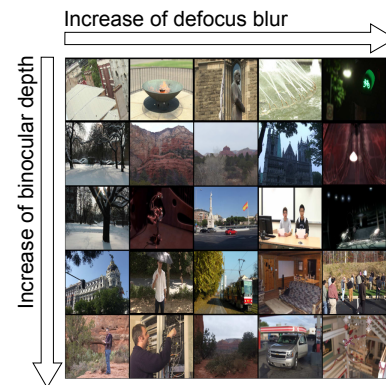 Increase of defocus blur
Increase of binocular depth